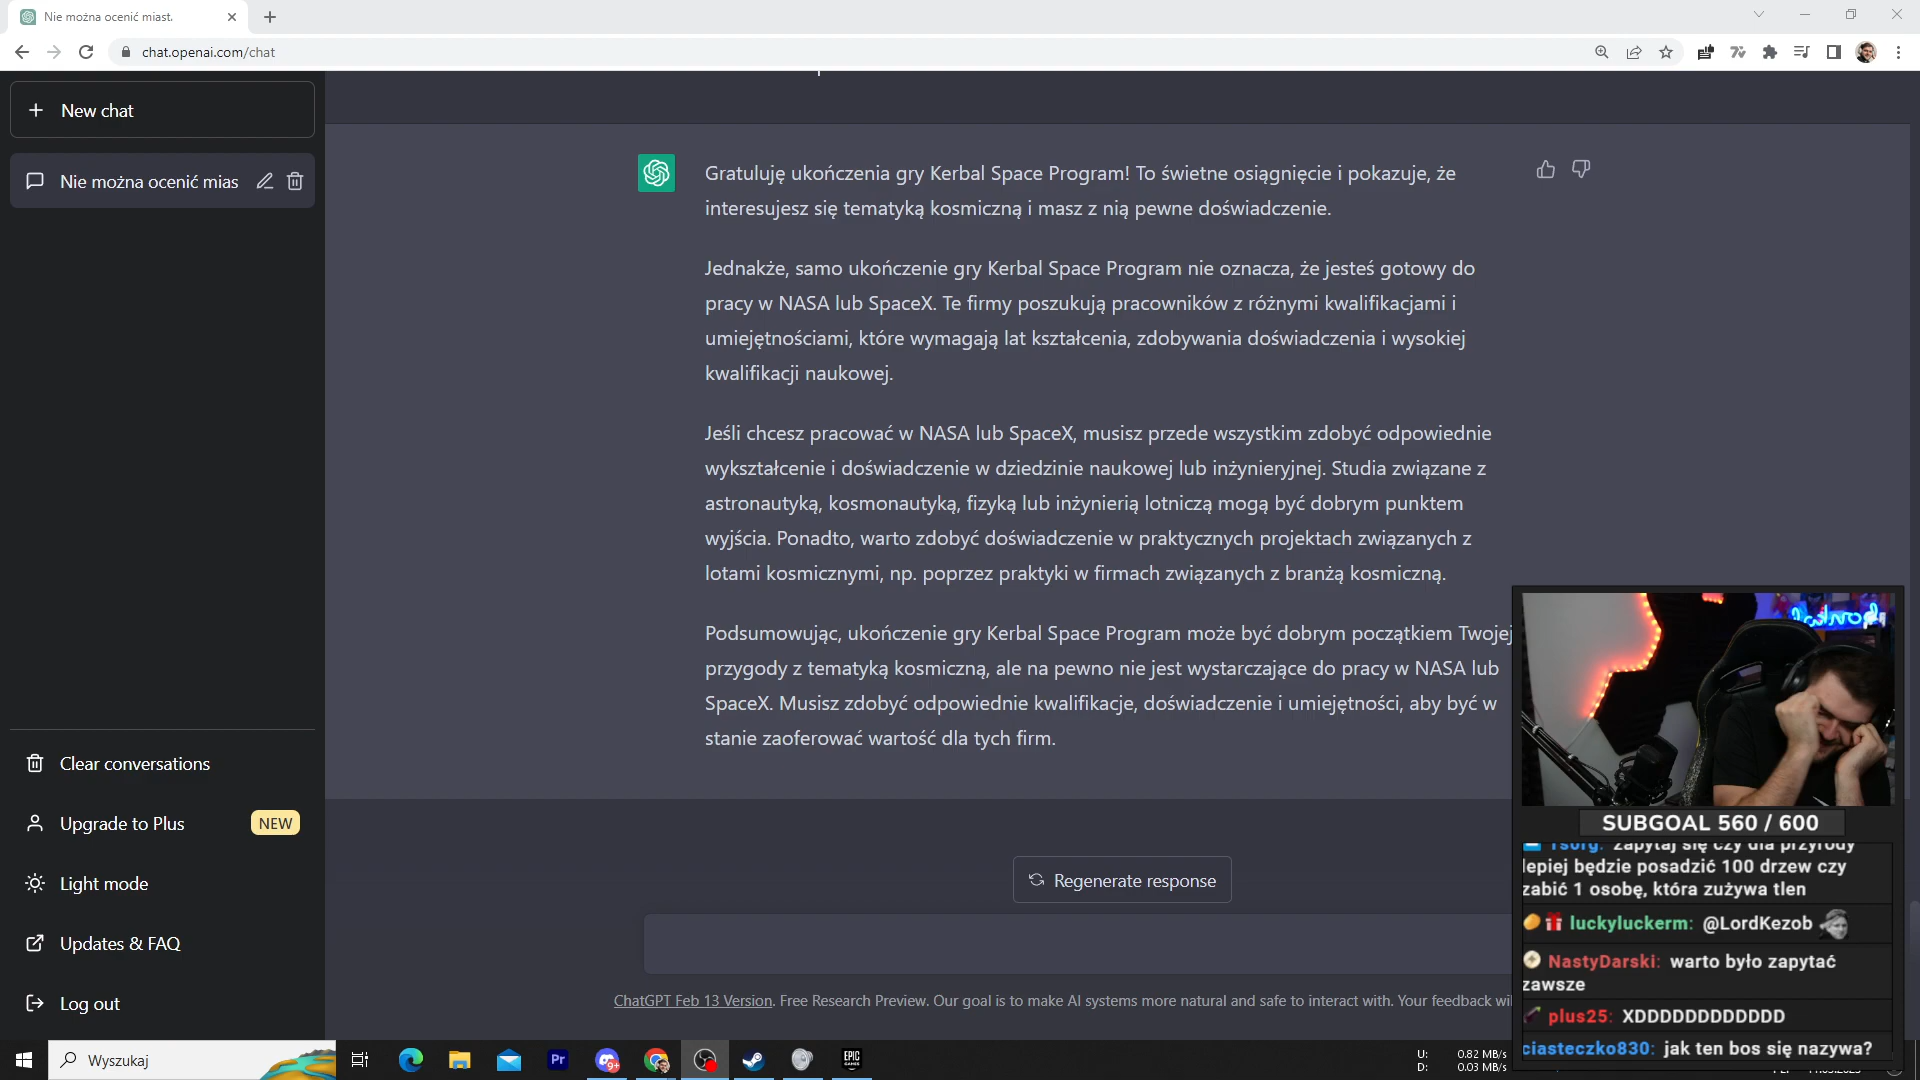 Nie można ocenić miast.
chat.openai.com/chat
New chat
Nie można ocenić mias
Gratuluję ukończenia gry Kerbal Space Program! To świetne osiągnięcie i pokazuje, że
interesujesz się tematyką kosmiczną i masz z nią pewne doświadczenie.
Jednakże, samo ukończenie gry Kerbal Space Program nie oznacza, że jesteś gotowy do
pracy w NASA lub SpaceX. Te firmy poszukują pracowników z różnymi kwalifikacjami i
umiejętnościami, które wymagają lat kształcenia, zdobywania doświadczenia i wysokiej
kwalifikacji naukowej.
Jeśli chcesz pracować w NASA lub SpaceX, musisz przede wszystkim zdobyć odpowiednie
wykształcenie i doświadczenie w dziedzinie naukowej lub inżynieryjnej. Studia związane z
astronautyką, kosmonautyką, fizyką lub inżynierią lotniczą mogą być dobrym punktem
wyjścia. Ponadto, warto zdobyć doświadczenie w praktycznych projektach związanych z
lotami kosmicznymi, np. poprzez praktyki w firmach związanych z branżą kosmiczną.
Podsumowując, ukończenie gry Kerbal Space Program może być dobrym początkiem Twojej
przygody z tematyką kosmiczną, ale na pewno nie jest wystarczające do pracy w NASA lub
SpaceX. Musisz zdobyć odpowiednie kwalifikacje, doświadczenie i umiejętności, aby być w
stanie zaoferować wartość dla tych firm.
Clear conversations
Upgrade to Plus NEW
Light mode
Updates & FAQ
Log out
Regenerate response
ChatGPT Feb 13 Version. Free Research Preview. Our goal is to make AI systems more natural and safe to interact with. Your feedback wil
SUBGOAL 560 / 600
Tsorg: zapytaj się czy dla przyrody
lepiej będzie posadzić 100 drzew czy
zabić 1 osobę, która zużywa tlen
luckyluckerm: @LordKezob
NastyDarski: warto było zapytać
zawsze
plus25: XDDDDDDDDDDDD
ciasteczko830: jak ten bos się nazywa?
Wyszukaj
Pr
EPIC
GAMES
U: 0.82 MB/s
D: 0.03 MB/s